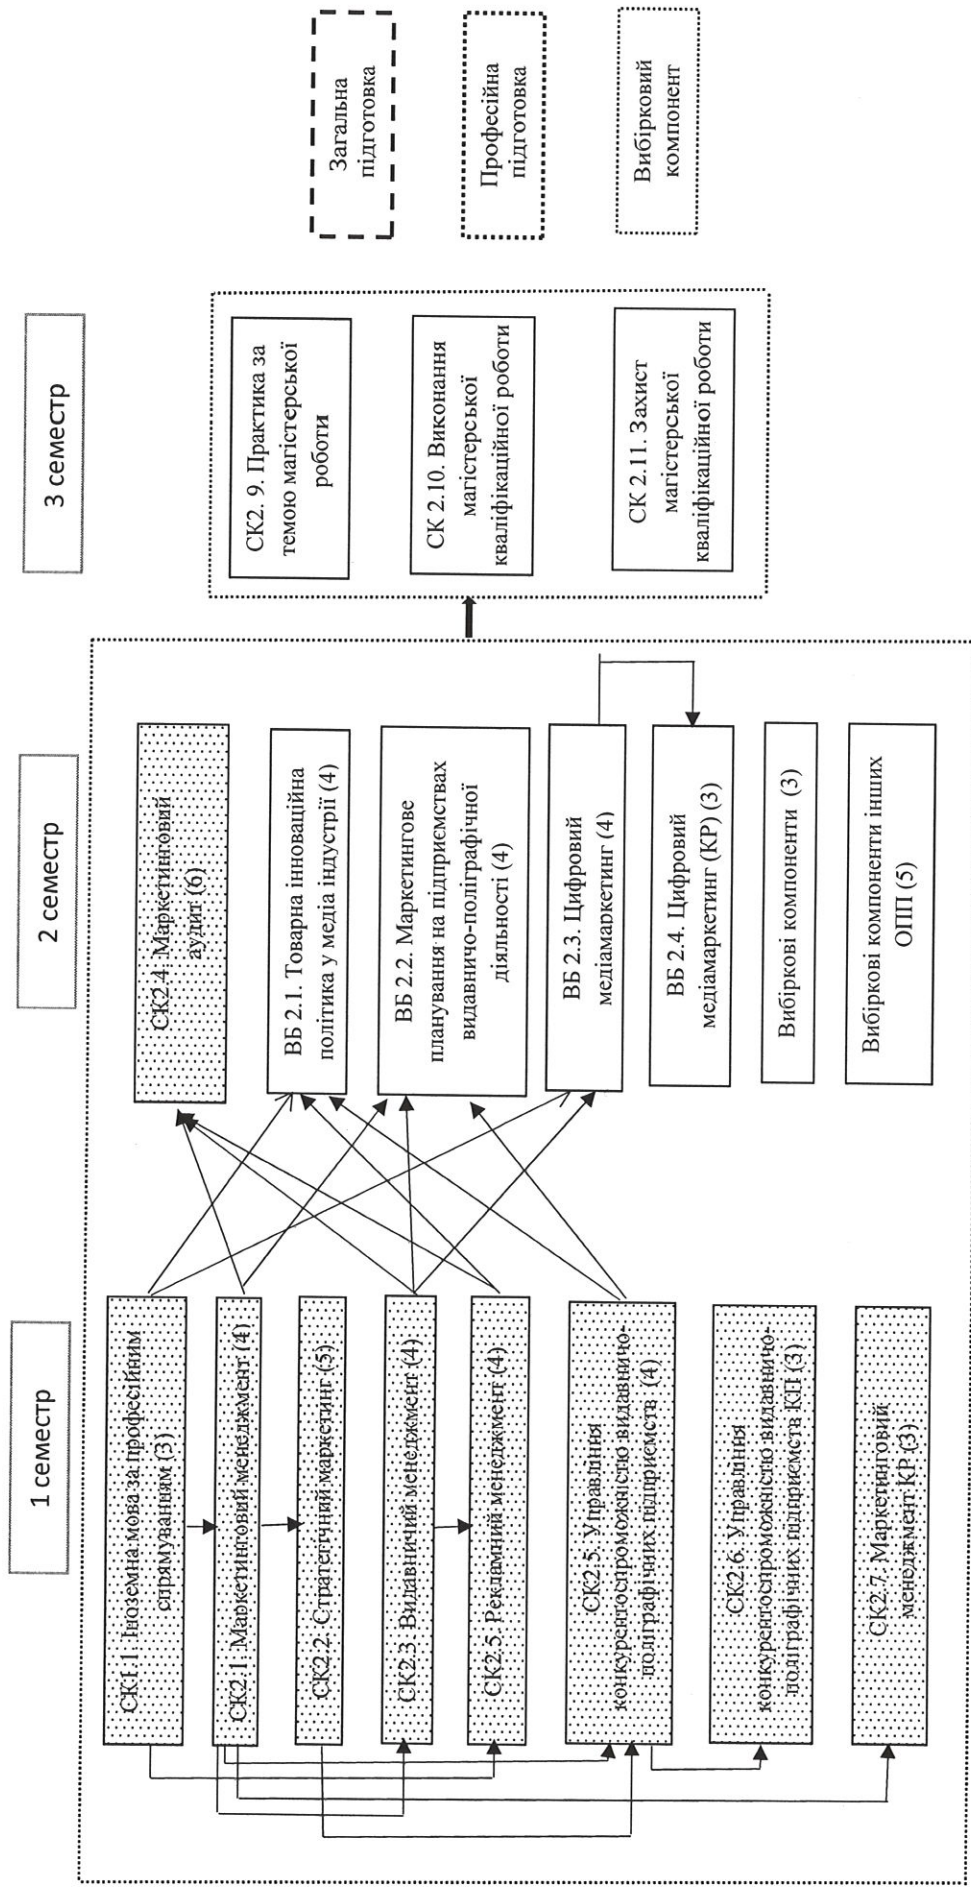 1 семестр
СК1.1. Іноземна мова за професійним
спрямуванням (3)
СК2.1. Маркетинговий менеджмент (4)
СК2.2. Стратегічний маркетинг (5)
СК2.3. Видавничий менеджмент (4)
СК2.5. Рекламний менеджмент (4)
СК2.5. Управління
конкурентоспроможністю видавничо-
поліграфічних підприємств (4)
СК2.6. Управління
конкурентоспроможністю видавничо-
поліграфічних підприємств КП (3)
СК2.7. Маркетинговий
менеджмент КР (3)
2 семестр
СК2.4. Маркетинговий
аудит (6)
ВБ 2.1. Товарна інноваційна
політика у медіа індустрії (4)
ВБ 2.2. Маркетингове
планування на підприємствах
видавничо-поліграфічної
діяльності (4)
ВБ 2.3. Цифровий
медіамаркетинг (4)
ВБ 2.4. Цифровий
медіамаркетинг (КР) (3)
Вибіркові компоненти (3)
Вибіркові компоненти інших
ОПП (5)
3 семестр
СК2. 9. Практика за
темою магістерської
роботи
СК 2.10. Виконання
магістерської
кваліфікаційної роботи
СК 2.11. Захист
магістерської
кваліфікаційної роботи
Загальна
підготовка
Професійна
підготовка
Вибірковий
компонент